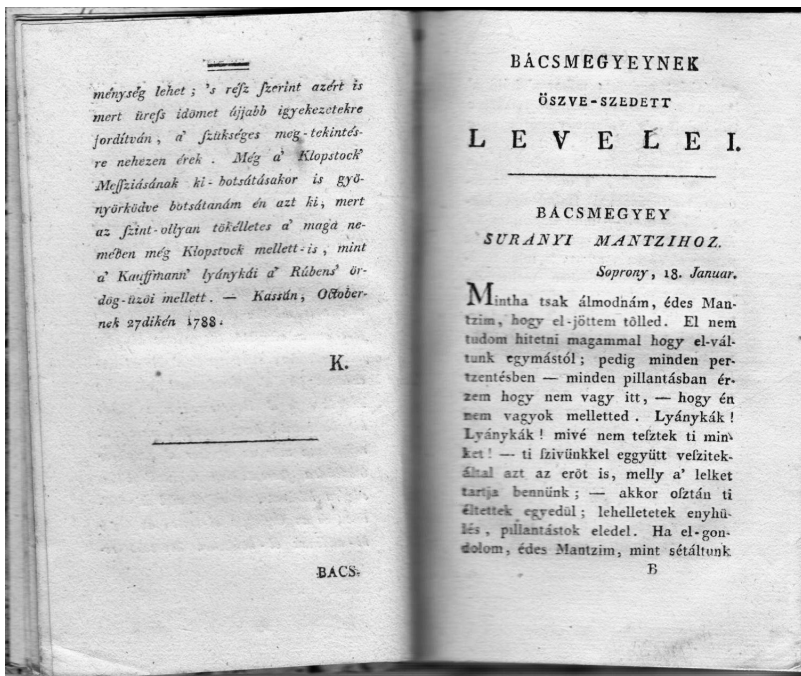 ménység lehet ; 's réſz ſzerint azért is
mert üreſs idömet újjabb igyekezetekre
fordítván , a' ſzükséges meg-tekintés-
re nehezen érek . Még a' Klopstock'
Meſſziásának ki-botsátásakor is gyö-
nyörködve botsátanám én azt ki, mert
az ſzint-ollyan tökélletes a' maga ne-
mében még Klopstock mellett-is , mint
a' Kauffmann' lyánykái a' Rúbens' ör-
dög-üzöi mellett . — Kassán, October-
nek 27dikén 1788.
K.
BACS-
BÁCSMEGYEYNEK
ÖSZVE-SZEDETT
LEVELEI.
BÁCSMEGYEY
SURÁNYI MANTZIHOZ.
Soprony, 18. Januar.
Mintha tsak álmodnám, édes Man-
tzim, hogy el-jöttem tölled. El nem
tudom hitetni magammal hogy el-vál-
tunk egymástól; pedig minden per-
tzentésben — minden pillantásban ér-
zem hogy nem vagy itt, — hogy én
nem vagyok melletted . Lyánykák !
Lyánykák ! mivé nem teſztek ti min
ket ! — ti ſzivünkkel eggyütt veſzitek-
által azt az eröt is, melly a' lelket
tartja bennünk ; — akkor oſztán ti
éltettek egyedül ; lehelletetek enyhü-
lés , pillantástok eledel. Ha el-gon-
dolom, édes Mantzim, mint sétáltunk
B